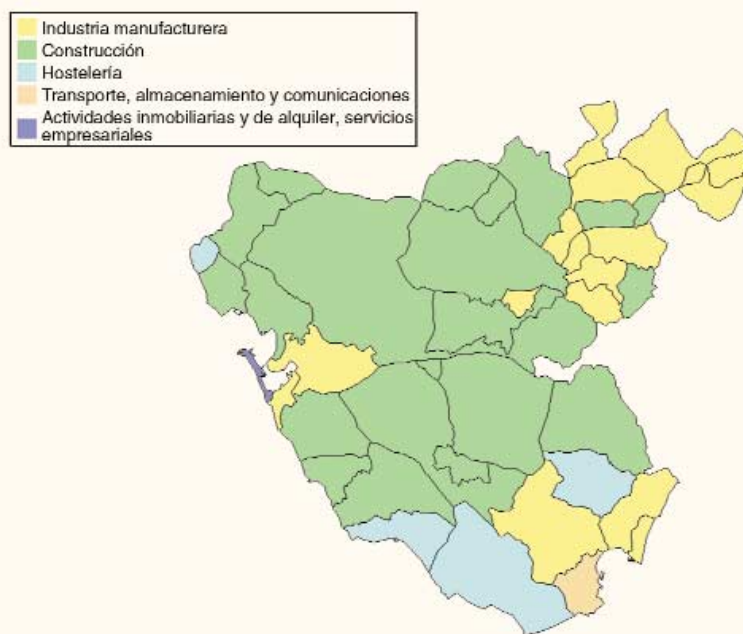 Industria manufacturera
Construcción
Hostelería
Transporte, almacenamiento y comunicaciones
Actividades inmobiliarias y de alquiler, servicios
empresariales